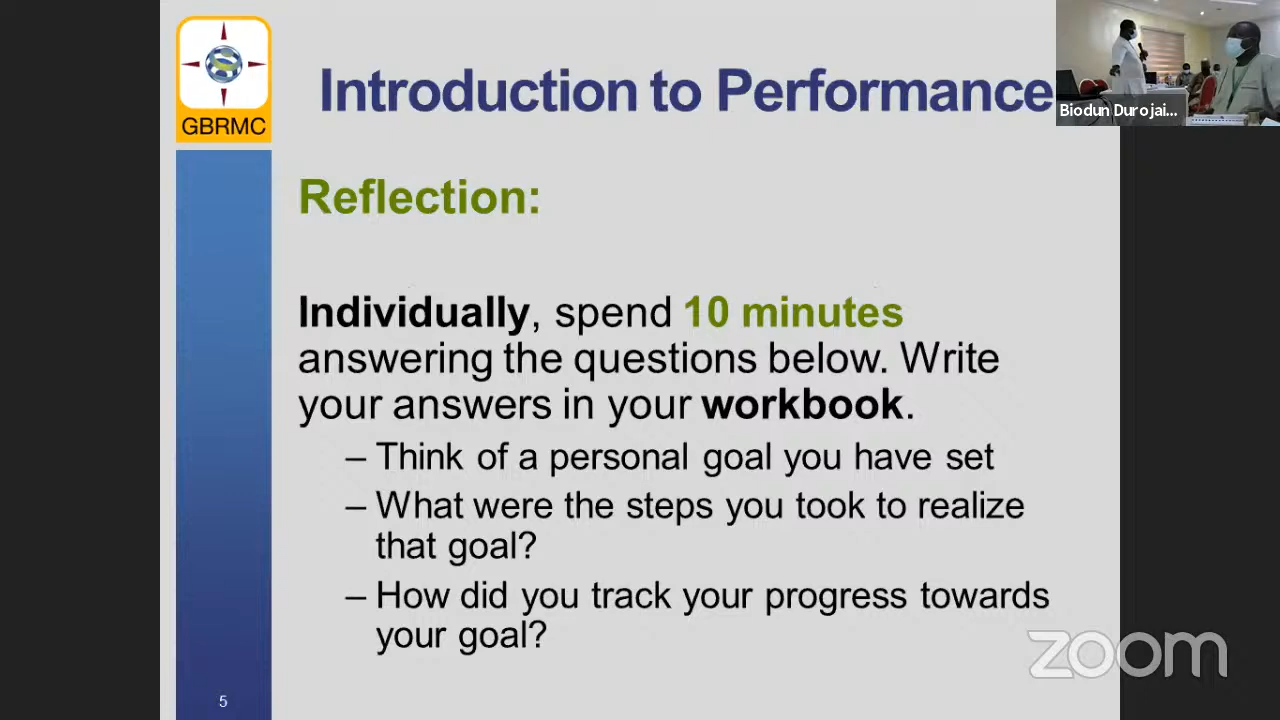 GBRMC
Introduction to Performance
Biodun Durojai...
Reflection:
Individually, spend 10 minutes
answering the questions below. Write
your answers in your workbook.
– Think of a personal goal you have set
– What were the steps you took to realize
that goal?
– How did you track your progress towards
your goal?
zoom
5